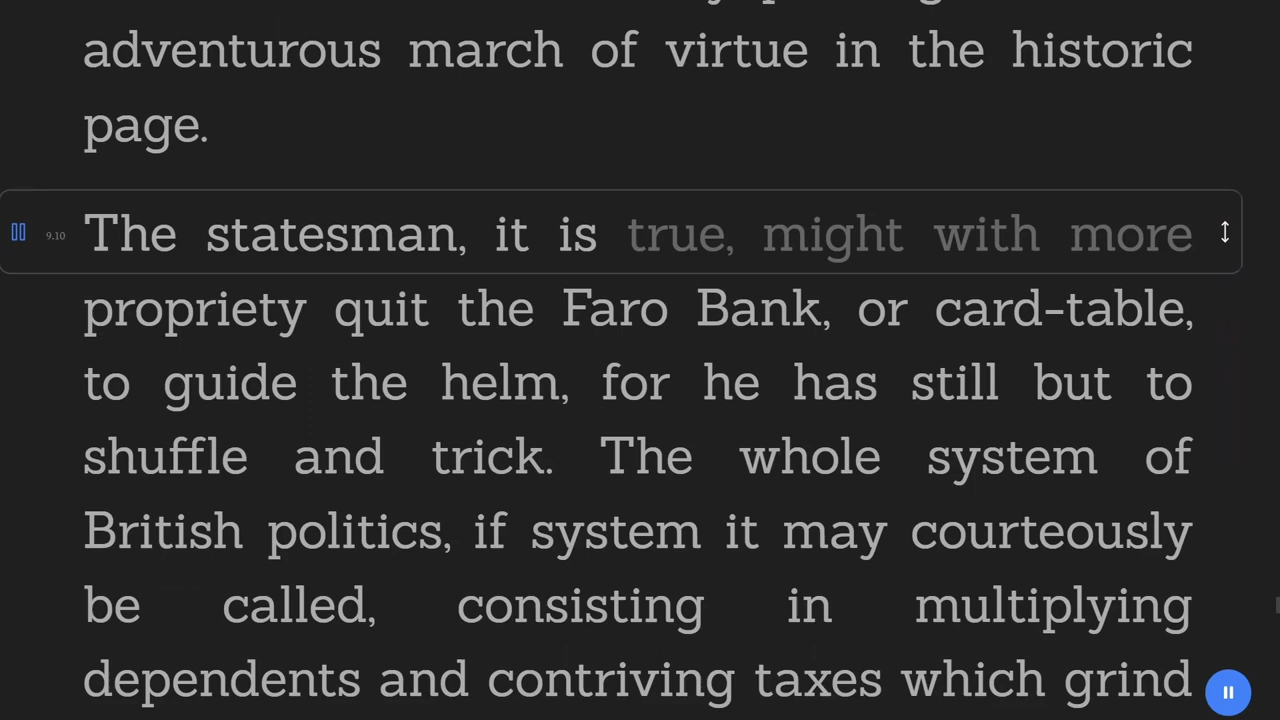 adventurous march of virtue in the historic
page.
9.10 The statesman, it is true, might with more
propriety quit the Faro Bank, or card-table,
to guide the helm, for he has still but to
shuffle and trick. The whole system of
British politics, if system it may courteously
be called, consisting in multiplying
dependents and contriving taxes which grind